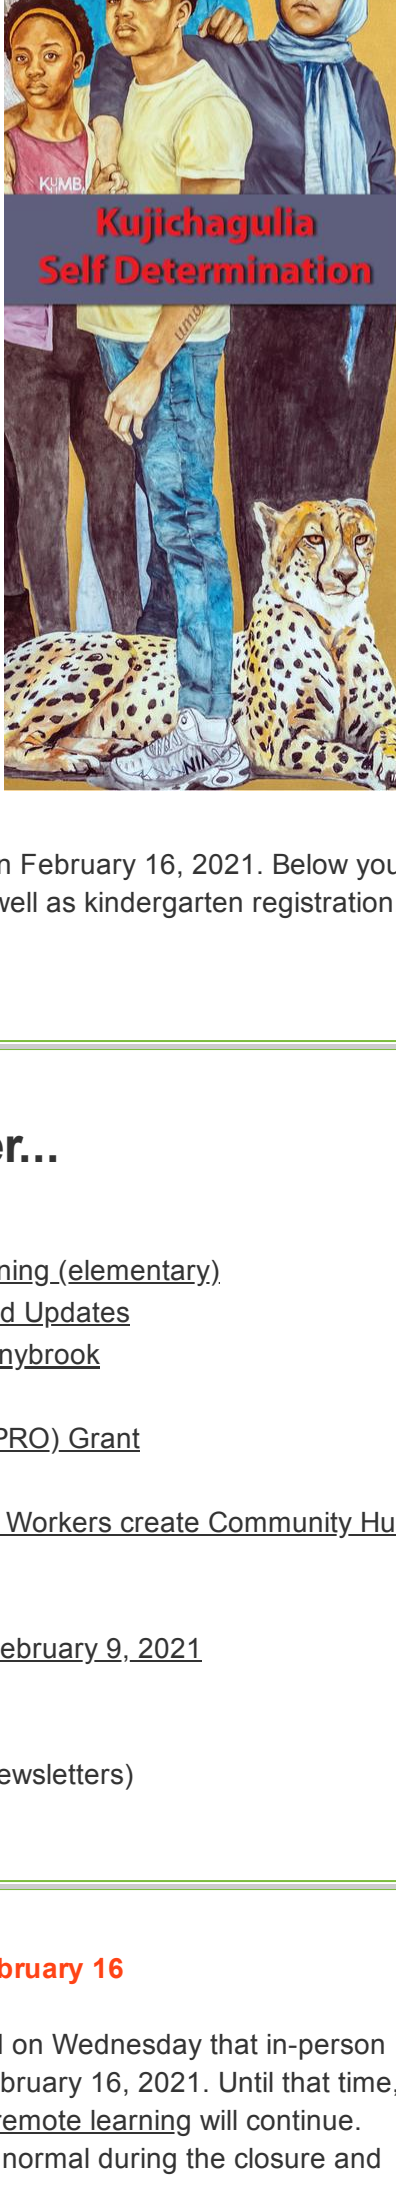 KUMB
Kujichagulia
Self Determination
umo
NIA
n February 16, 2021. Below you
well as kindergarten registration
er...
ning (elementary)
d Updates
nybrook
PRO) Grant
Workers create Community Hu
ebruary 9, 2021
ewsletters)
bruary 16
d on Wednesday that in-person
bruary 16, 2021. Until that time,
remote learning will continue.
normal during the closure and